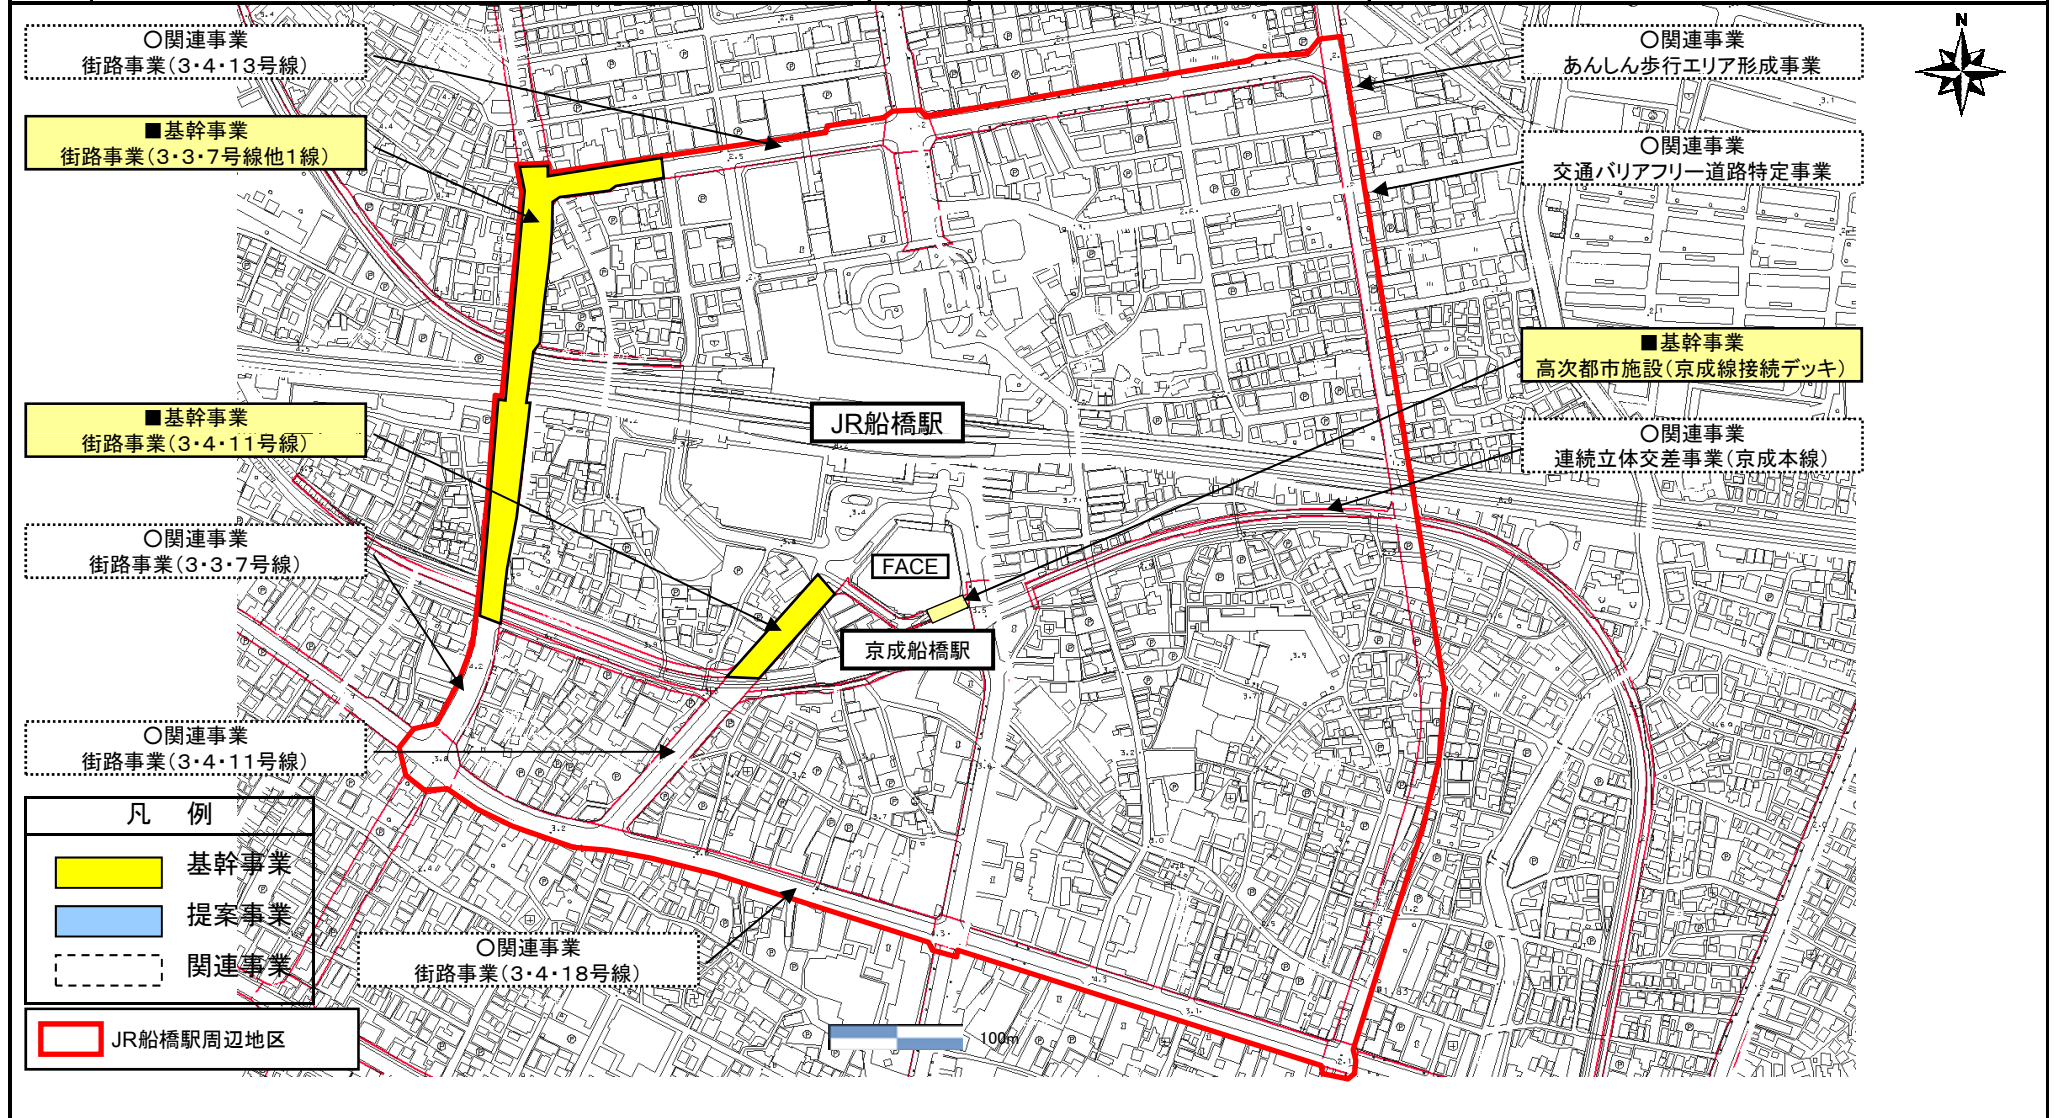 ○関連事業
街路事業(3・4・13号線)
■基幹事業
街路事業(3・3・7号線他1線)
■基幹事業
街路事業(3・4・11号線)
○関連事業
街路事業(3・3・7号線)
○関連事業
街路事業(3・4・11号線)
○関連事業
街路事業(3・4・18号線)
N
○関連事業
あんしん歩行エリア形成事業
○関連事業
交通バリアフリー道路特定事業
■基幹事業
高次都市施設(京成線接続デッキ)
○関連事業
連続立体交差事業(京成本線)
JR船橋駅
FACE
京成船橋駅
凡 例
基幹事業
提案事業
関連事業
JR船橋駅周辺地区
100m